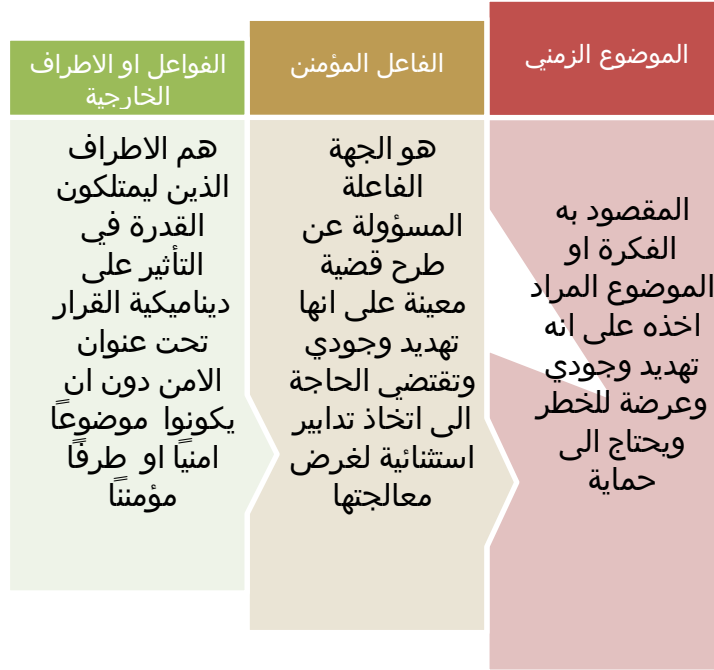 الموضوع الزمني
المقصود به
الفكرة او
الموضوع المراد
اخذه على انه
تهديد وجودي
وعرضة للخطر
ويحتاج الى
حماية
الفاعل المؤمنن
هو الجهة
الفاعلة
المسؤولة عن
طرح قضية
معينة على انها
تهديد وجودي
وتقتضي الحاجة
الى اتخاذ تدابير
استثنائية لغرض
معالجتها
الفواعل او الاطراف
الخارجية
هم الاطراف
الذين ليمتلكون
القدرة في
التأثير على
ديناميكية القرار
تحت عنوان
الامن دون ان
يكونوا موضوعاً
امنياً او طرفاً
مؤمننا